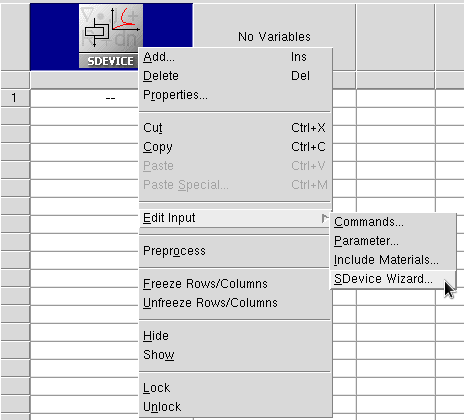 SDEVICE
No Variables
1
--
Add... Ins
Delete Del
Properties...
Cut Ctrl+X
Copy Ctrl+C
Paste Ctrl+V
Paste Special... Ctrl+M
Edit Input
Commands...
Parameter...
Include Materials...
SDevice Wizard...
Preprocess
Freeze Rows/Columns
Unfreeze Rows/Columns
Hide
Show
Lock
Unlock